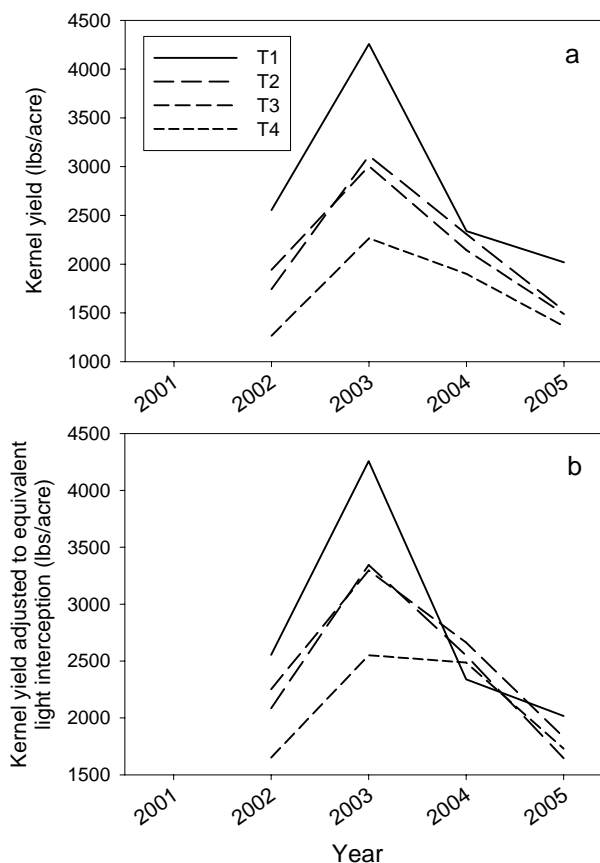 4500
4000
3500
3000
2500
2000
1500
1000
Kernel yield (lbs/acre)
T1
T2
T3
T4
a
2001
2002
2003
2004
2005
4500
4000
3500
3000
2500
2000
1500
Kernel yield adjusted to equivalent
light interception (lbs/acre)
b
2001
2002
2003
2004
2005
Year